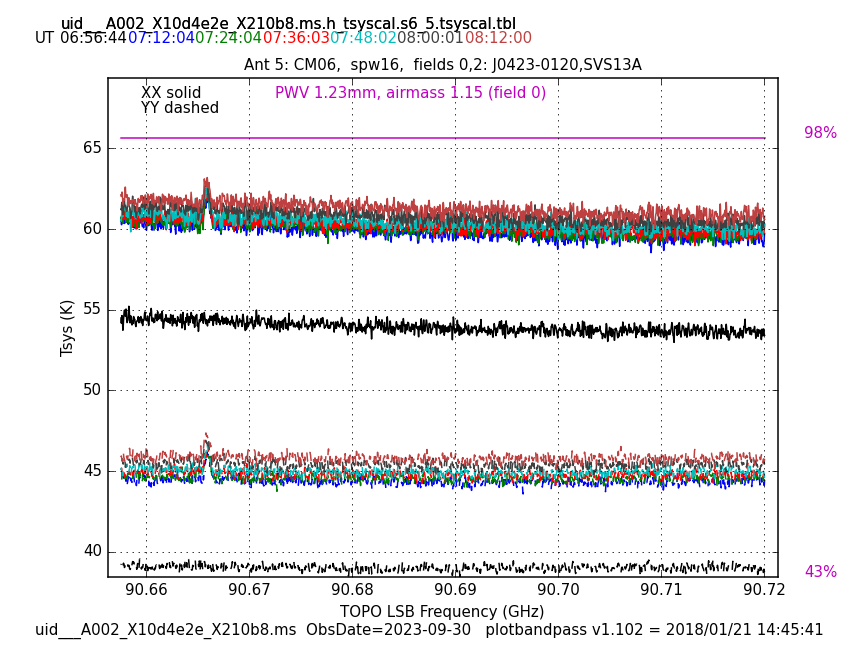 uid___A002_X10d4e2e_X210b8.ms.h_tsyscal.s6_5.tsyscal.tbl
UT 06:56:44 07:12:04 07:24:04 07:36:03 07:48:02 08:00:01 08:12:00
Ant 5: CM06,  spw16,  fields 0,2: J0423-0120,SVS13A
XX solid
PWV 1.23mm, airmass 1.15 (field 0)
YY dashed
98%
65
60
55
Tsys (K)
50
45
40
43%
90.66 90.67 90.68 90.69 90.70 90.71 90.72
TOPO LSB Frequency (GHz)
uid___A002_X10d4e2e_X210b8.ms  ObsDate=2023-09-30   plotbandpass v1.102 = 2018/01/21 14:45:41